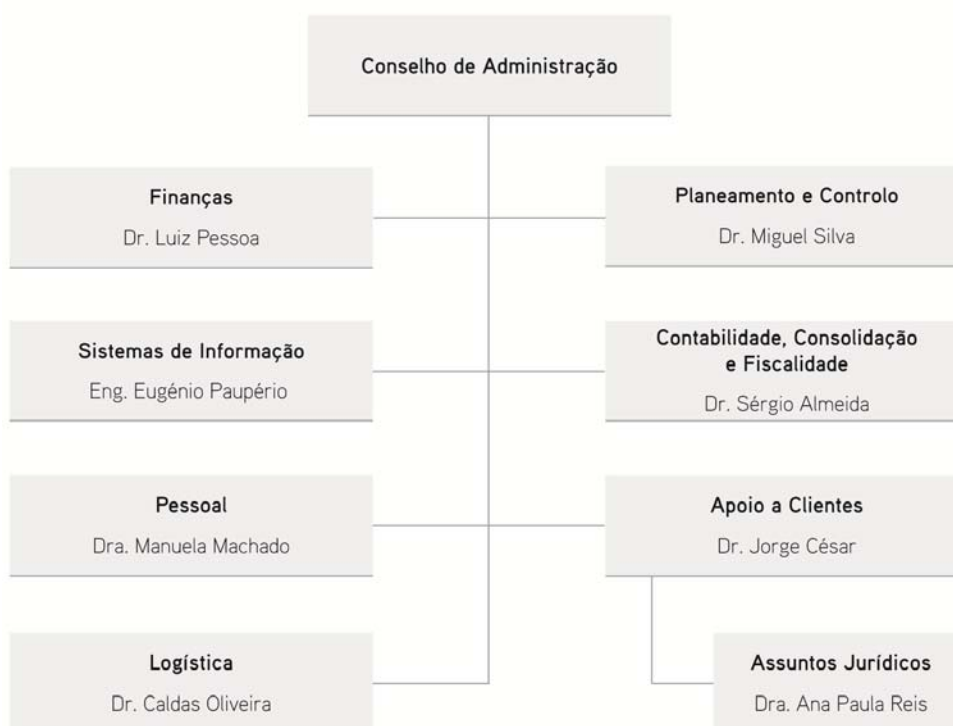 Conselho de Administração
Finanças
Dr. Luiz Pessoa
Planeamento e Controlo
Dr. Miguel Silva
Sistemas de Informação
Eng. Eugénio Paupério
Contabilidade, Consolidação
e Fiscalidade
Dr. Sérgio Almeida
Pessoal
Dra. Manuela Machado
Apoio a Clientes
Dr. Jorge César
Logística
Dr. Caldas Oliveira
Assuntos Jurídicos
Dra. Ana Paula Reis